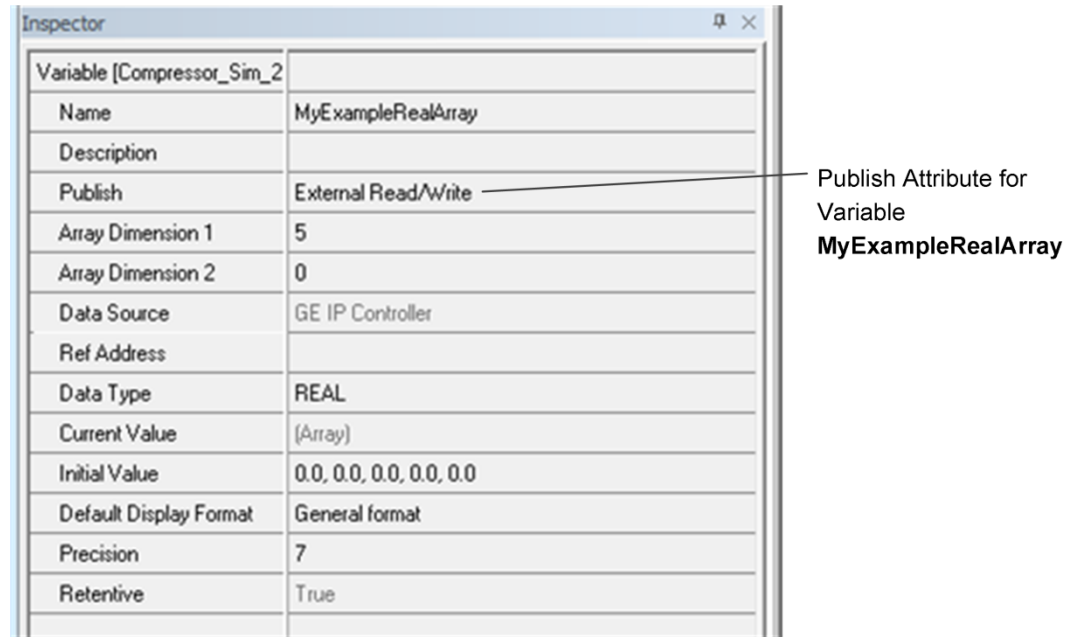 Inspector
Variable [Compressor_Sim_2
Name MyExampleRealArray
Description
Publish External Read/Write
Array Dimension 1 5
Array Dimension 2 0
Data Source GE IP Controller
Ref Address
Data Type REAL
Current Value (Array)
Initial Value 0.0, 0.0, 0.0, 0.0, 0.0
Default Display Format General format
Precision 7
Retentive True
Publish Attribute for
Variable
MyExampleRealArray